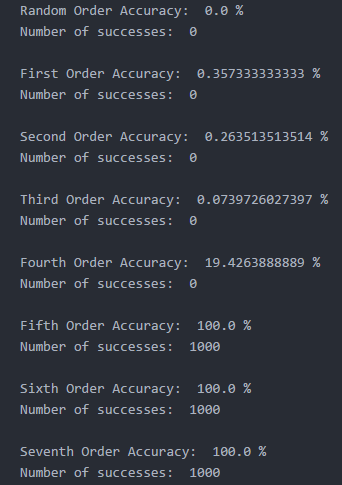 Random Order Accuracy:  0.0 %
Number of successes:  0
First Order Accuracy:  0.357333333333 %
Number of successes:  0
Second Order Accuracy:  0.263513513514 %
Number of successes:  0
Third Order Accuracy:  0.0739726027397 %
Number of successes:  0
Fourth Order Accuracy:  19.4263888889 %
Number of successes:  0
Fifth Order Accuracy:  100.0 %
Number of successes:  1000
Sixth Order Accuracy:  100.0 %
Number of successes:  1000
Seventh Order Accuracy:  100.0 %
Number of successes:  1000